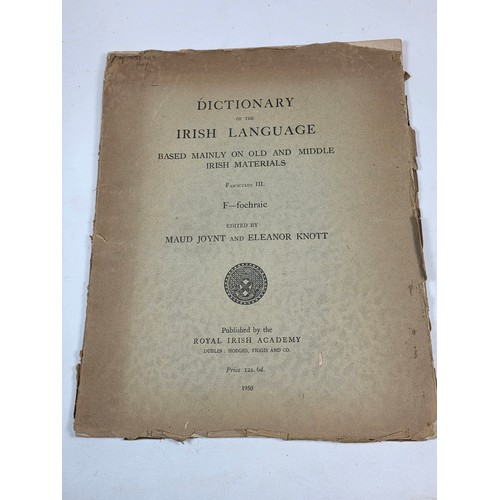 DICTIONARY
OF THE
IRISH LANGUAGE
BASED MAINLY ON OLD AND MIDDLE
IRISH MATERIALS
Fasciculus III.
F—fochraic
EDITED BY
MAUD JOYNT AND ELEANOR KNOTT
Published by the
ROYAL IRISH ACADEMY
DUBLIN: HODGES, FIGGIS AND CO.
Price 12s. 6d.
1950